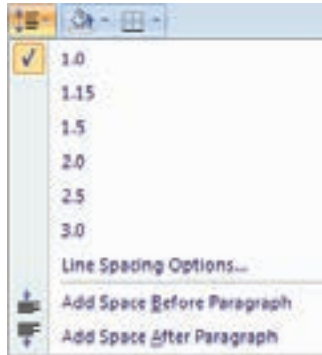 1.0
1.15
1.5
2.0
2.5
3.0
Line Spacing Options...
Add Space Before Paragraph
Add Space After Paragraph